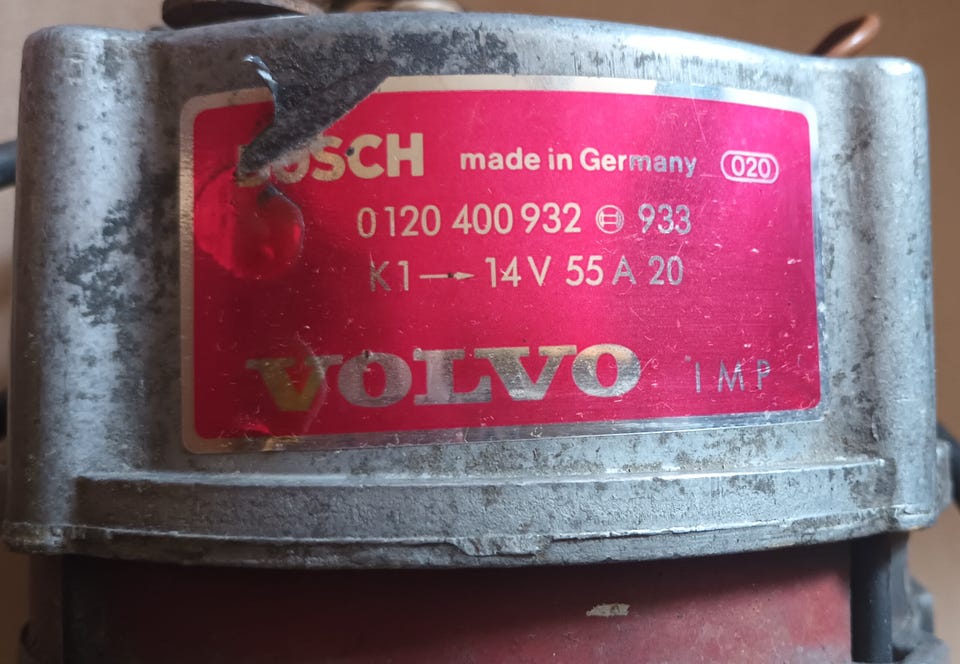 BOSCH made in Germany 020
0 120 400 932 933
K1 → 14V 55A 20
VOLVO IMP